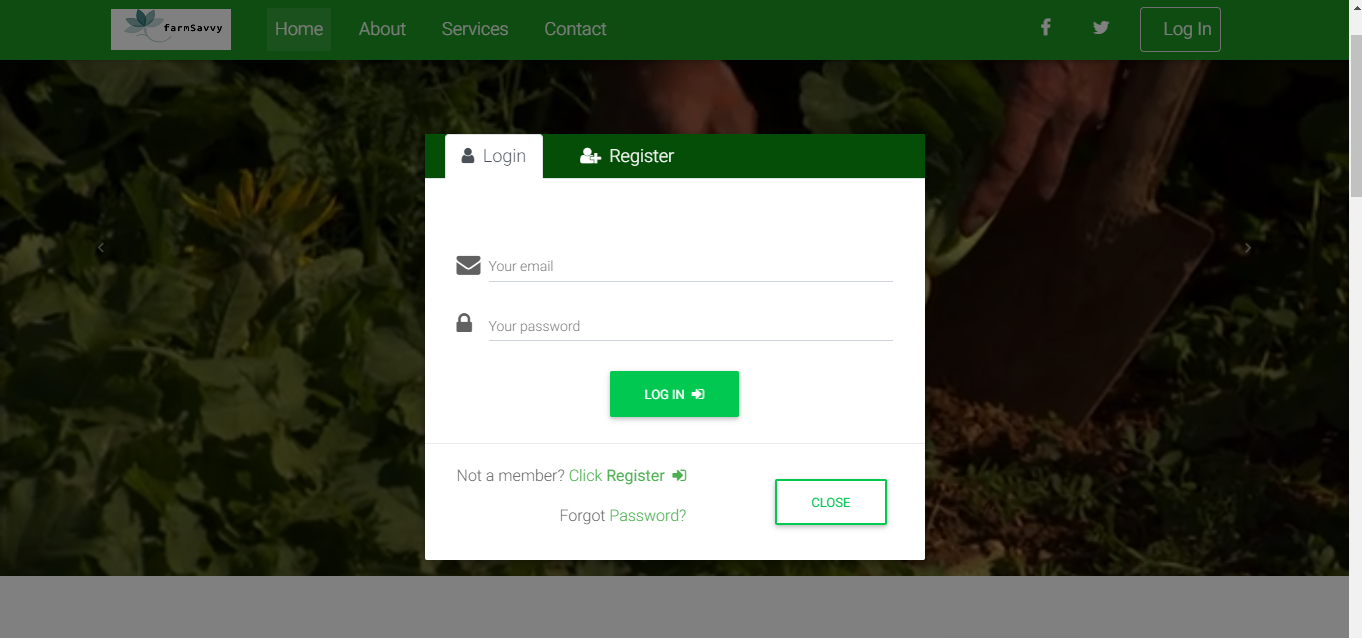 farmSavvy
Home About Services Contact Log In
Login Register
Your email
Your password
LOG IN
Not a member? Click Register
Forgot Password?
CLOSE